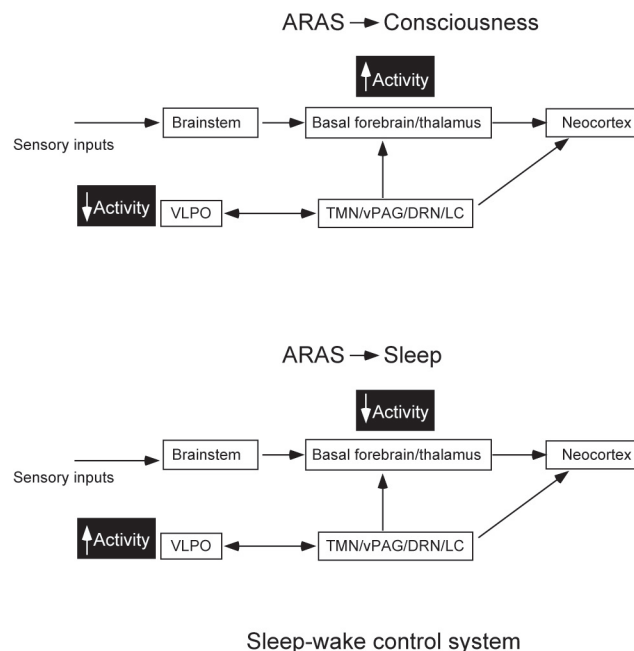 ARAS → Consciousness
↑ Activity
Brainstem
Basal forebrain/thalamus
Neocortex
Sensory inputs
↓ Activity
VLPO
TMN/vPAG/DRN/LC
ARAS → Sleep
↓ Activity
Brainstem
Basal forebrain/thalamus
Neocortex
Sensory inputs
↑ Activity
VLPO
TMN/vPAG/DRN/LC
Sleep-wake control system